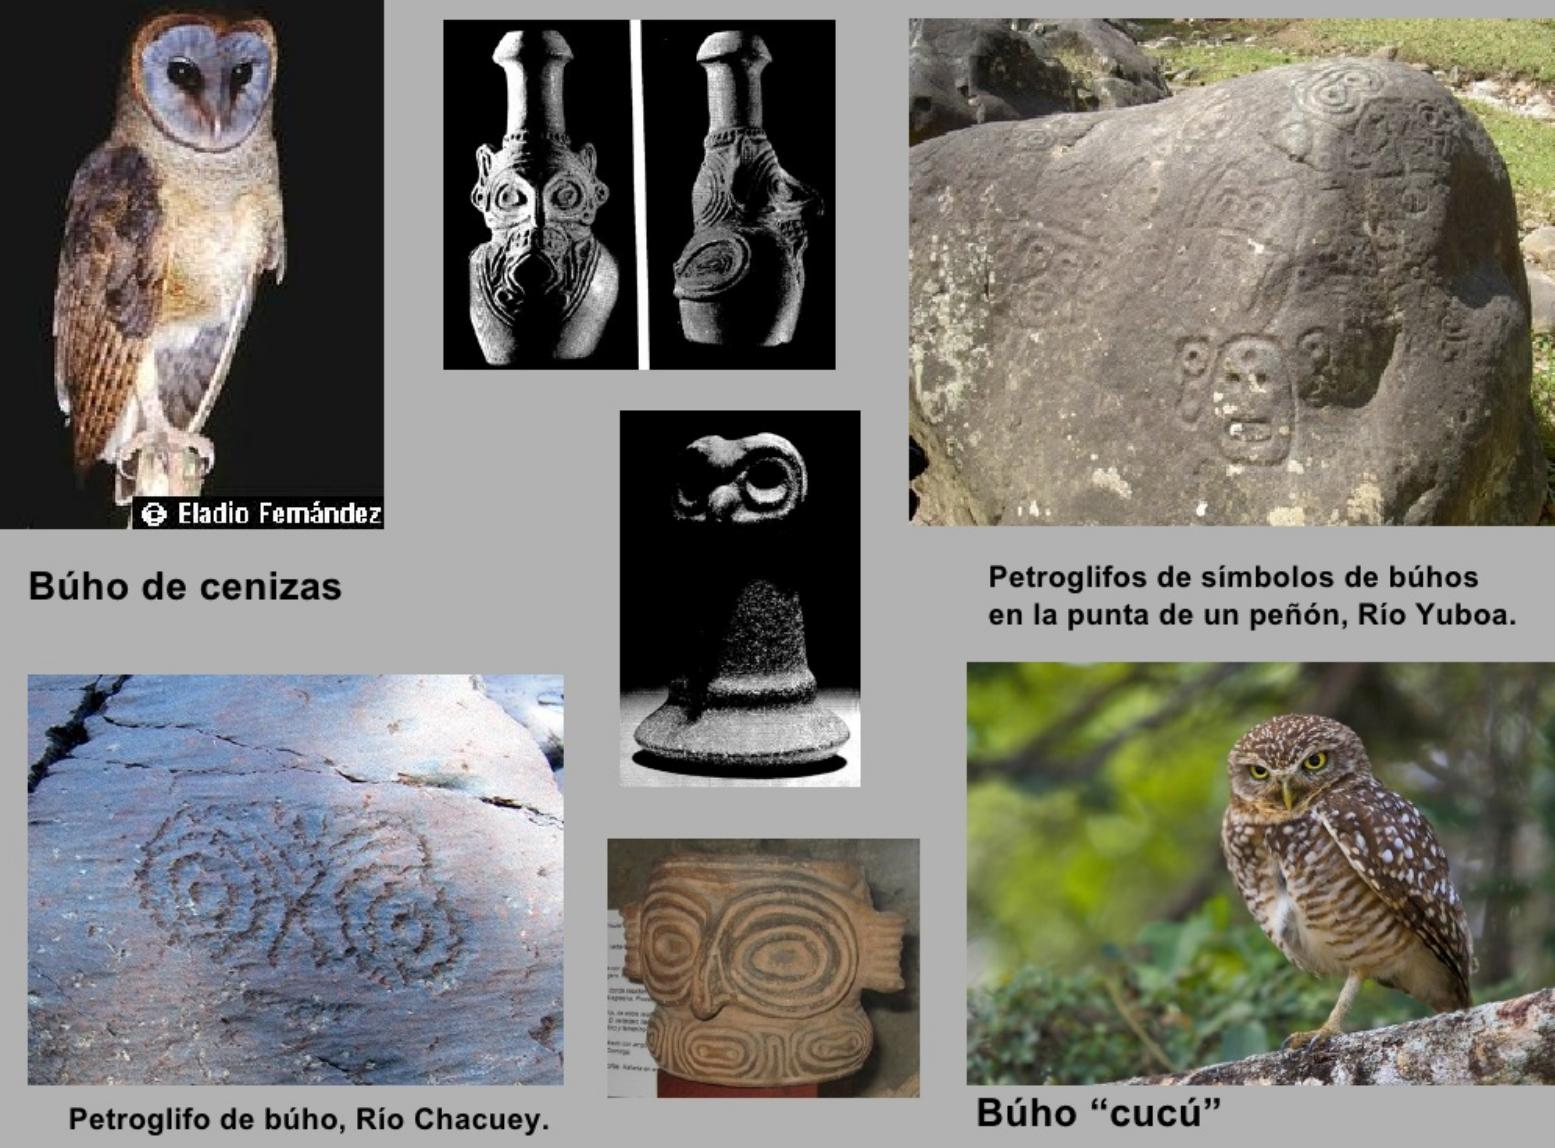 © Eladio Fernández
Búho de cenizas
Petroglifos de símbolos de búhos
en la punta de un peñón, Río Yuboa.
Petroglifo de búho, Río Chacuey.
Búho “cucú”